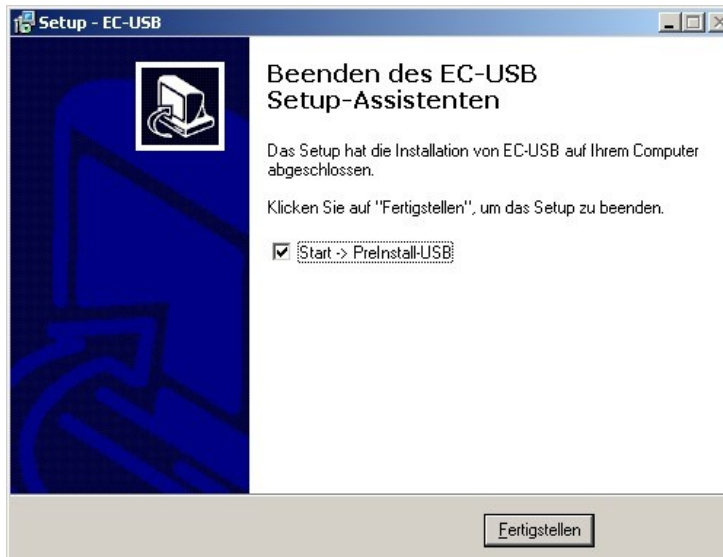 Setup - EC-USB
Beenden des EC-USB
Setup-Assistenten
Das Setup hat die Installation von EC-USB auf Ihrem Computer
abgeschlossen.
Klicken Sie auf "Fertigstellen", um das Setup zu beenden.
Start -> PreInstall-USB
Fertigstellen